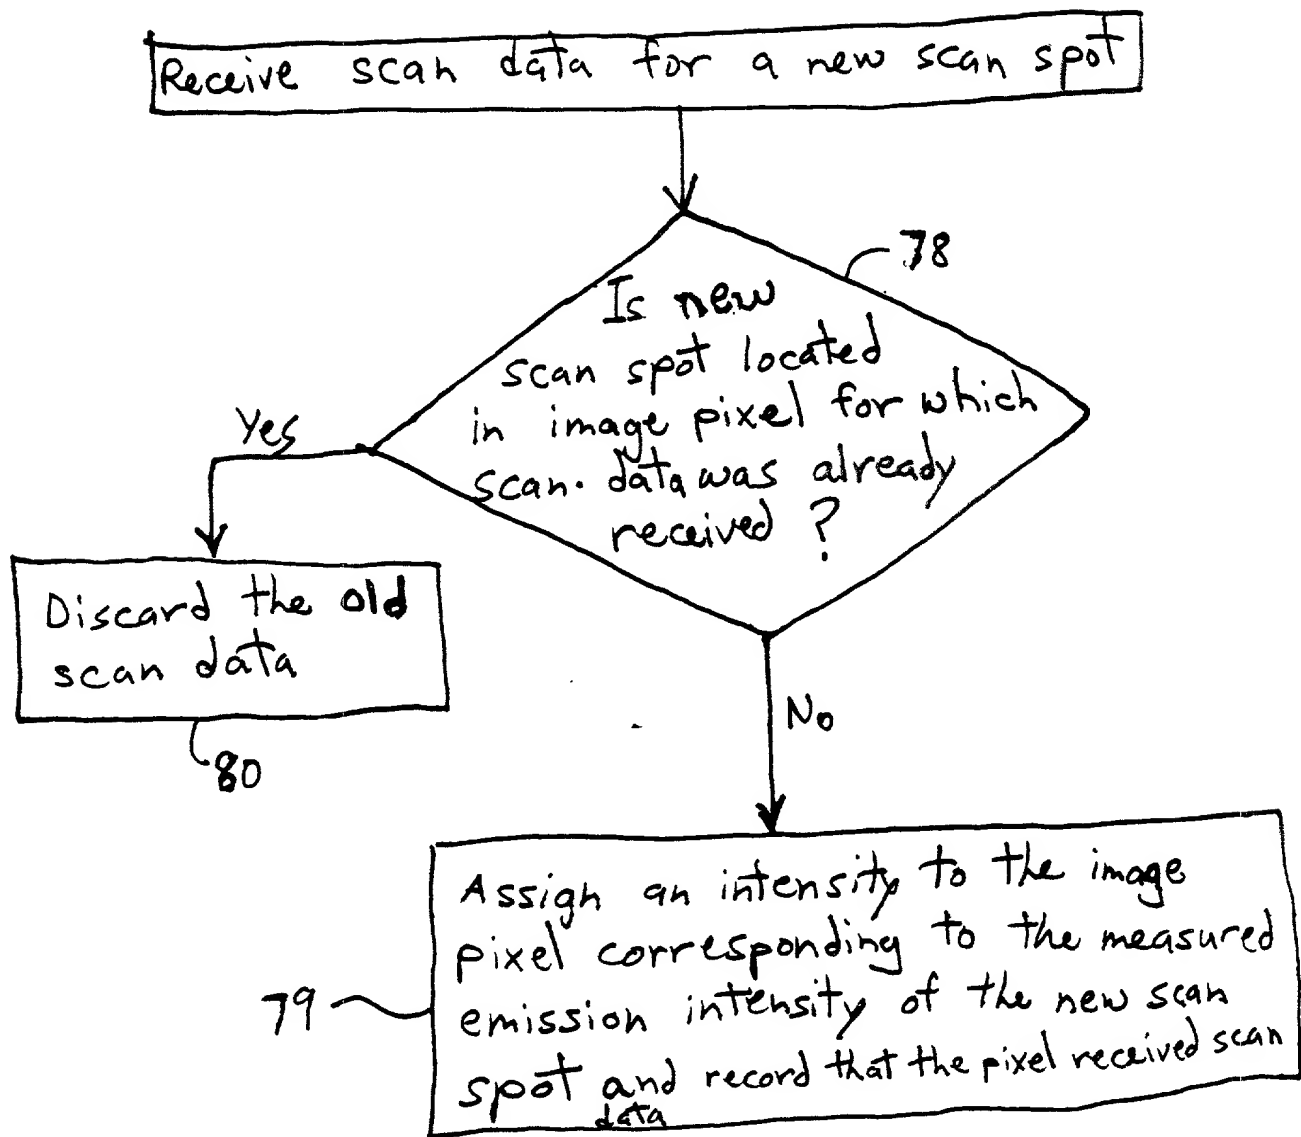 Receive scan data for a new scan spot
78
Is new
scan spot located
in image pixel for which
scan. data was already
received ?
Yes
Discard the old
scan data
80
No
Assign an intensity to the image
pixel corresponding to the measured
emission intensity of the new scan
spot and record that the pixel received scan
data
79